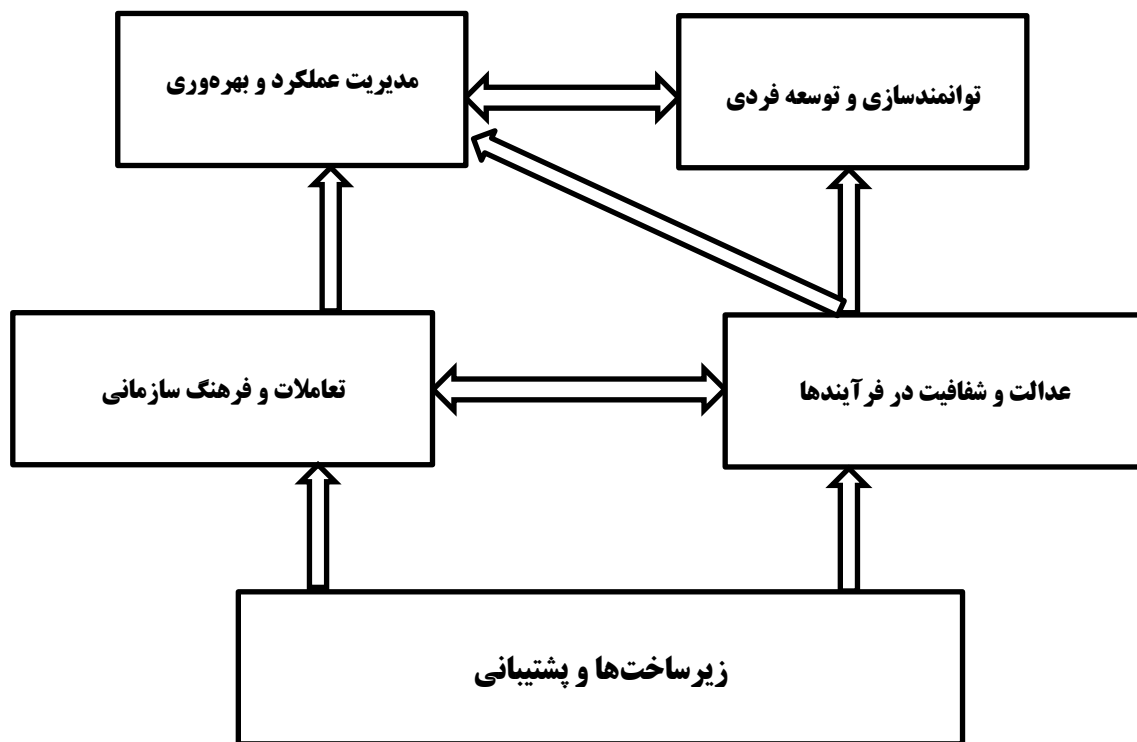 توانمندسازی و توسعه فردی
مدیریت عملکرد و بهره‌وری
عدالت و شفافیت در فرآیندها
تعاملات و فرهنگ سازمانی
زیرساخت‌ها و پشتیبانی